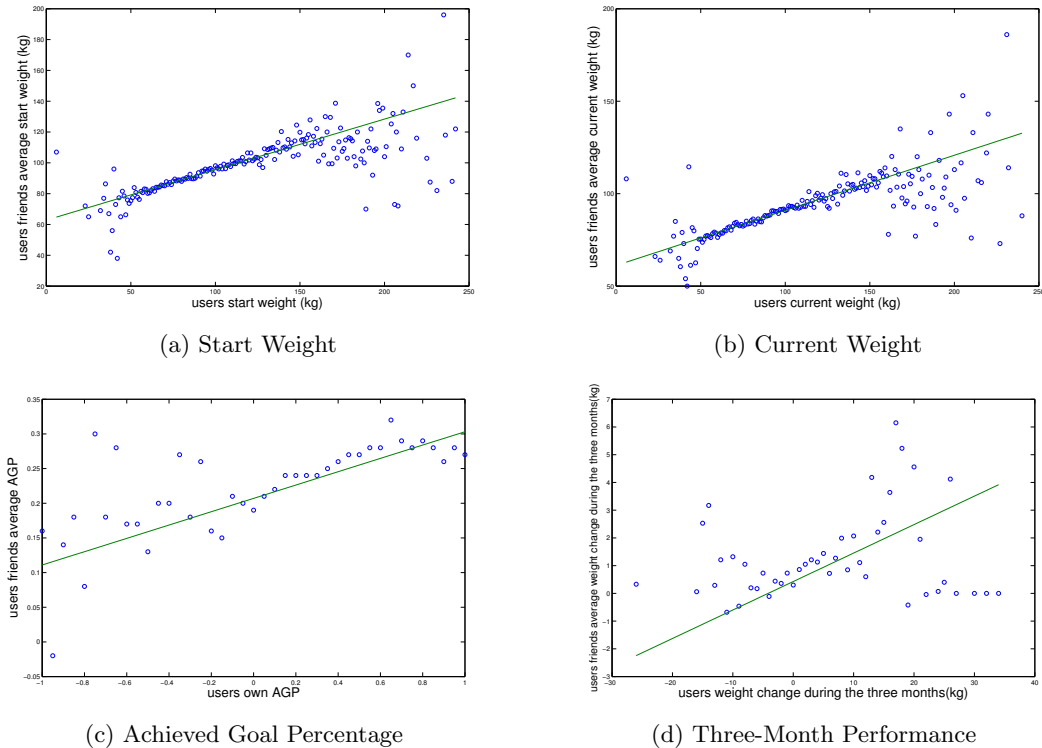 200
180
160
140
120
100
80
60
40
20
0 50 100 150 200 250
users friends average start weight (kg)
users start weight (kg)
(a) Start Weight
200
150
100
50
0 50 100 150 200 250
users friends average current weight (kg)
users current weight (kg)
(b) Current Weight
0.35
0.3
0.25
0.2
0.15
0.1
0.05
0
−0.05
−1 −0.8 −0.6 −0.4 −0.2 0 0.2 0.4 0.6 0.8 1
users friends average AGP
users own AGP
(c) Achieved Goal Percentage
7
6
5
4
3
2
1
0
−1
−2
−3
−30 −20 −10 0 10 20 30 40
users friends average weight change during the three months(kg)
users weight change during the three months(kg)
(d) Three-Month Performance